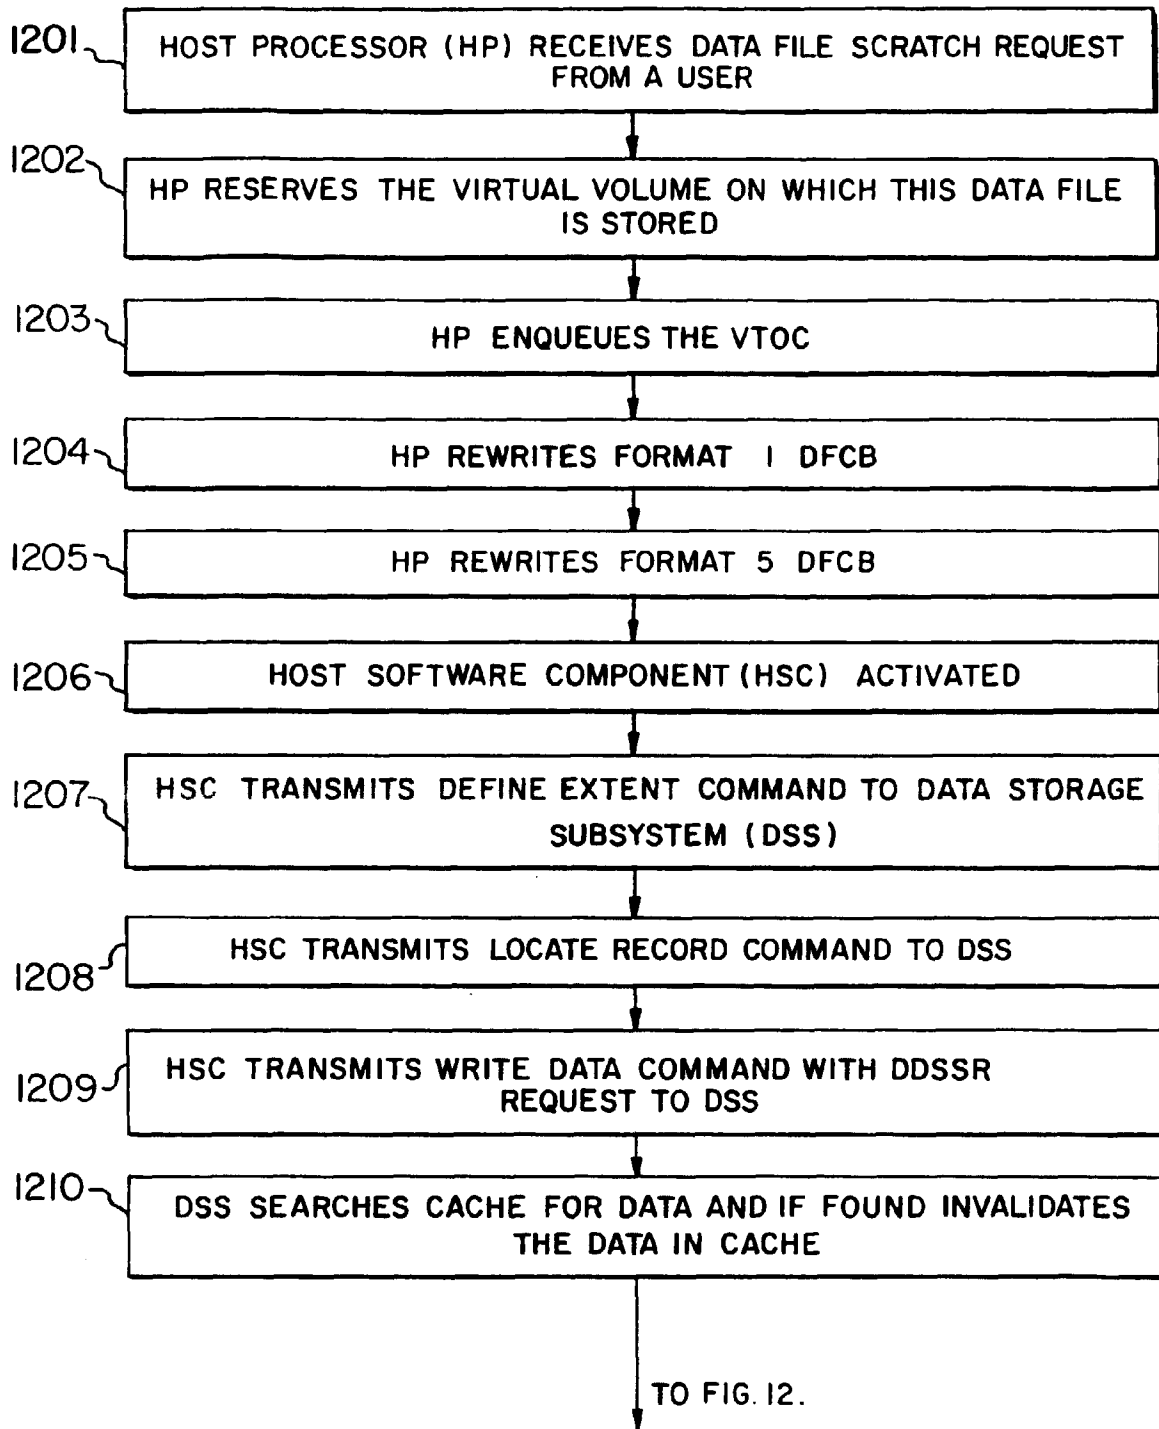 1201
HOST PROCESSOR (HP) RECEIVES DATA FILE SCRATCH REQUEST
FROM A USER
1202
HP RESERVES THE VIRTUAL VOLUME ON WHICH THIS DATA FILE
IS STORED
1203
HP ENQUEUES THE VTOC
1204
HP REWRITES FORMAT 1 DFCB
1205
HP REWRITES FORMAT 5 DFCB
1206
HOST SOFTWARE COMPONENT (HSC) ACTIVATED
1207
HSC TRANSMITS DEFINE EXTENT COMMAND TO DATA STORAGE
SUBSYSTEM (DSS)
1208
HSC TRANSMITS LOCATE RECORD COMMAND TO DSS
1209
HSC TRANSMITS WRITE DATA COMMAND WITH DDSSR
REQUEST TO DSS
1210
DSS SEARCHES CACHE FOR DATA AND IF FOUND INVALIDATES
THE DATA IN CACHE
TO FIG. 12.